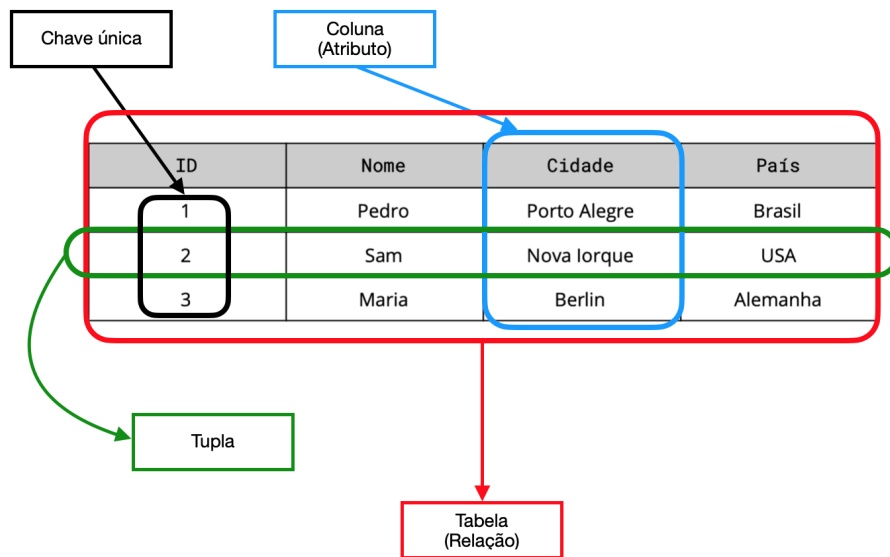 Chave única
Coluna
(Atributo)
ID Nome Cidade País
1 Pedro Porto Alegre Brasil
2 Sam Nova Iorque USA
3 Maria Berlin Alemanha
Tupla
Tabela
(Relação)